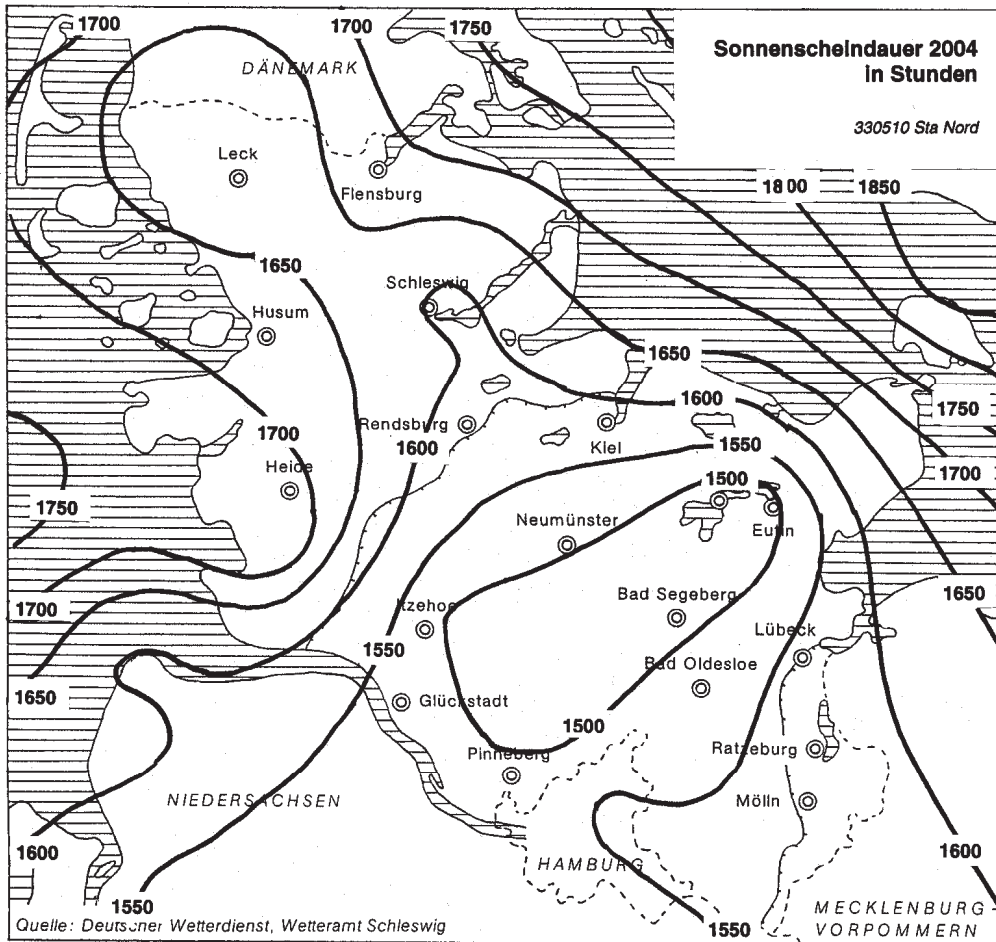 1700
1700
1750
Sonnenscheindauer 2004
in Stunden
330510 Sta Nord
DÄNEMARK
Leck
Flensburg
1800
1850
1650
Schleswig
Husum
1650
1600
1750
Rendsburg
1700
1600
Kiel
1550
Heide
1500
1700
1750
Neumünster
Eutin
Bad Segeberg
1650
1700
Itzehoe
Lübeck
1550
Bad Oldesloe
1650
Glückstadt
1500
Pinneberg
Ratzeburg
NIEDERSACHSEN
Mölln
1600
1600
HAMBURG
1550
1550
MECKLENBURG-
VORPOMMERN
Quelle: Deutscher Wetterdienst, Wetteramt Schleswig